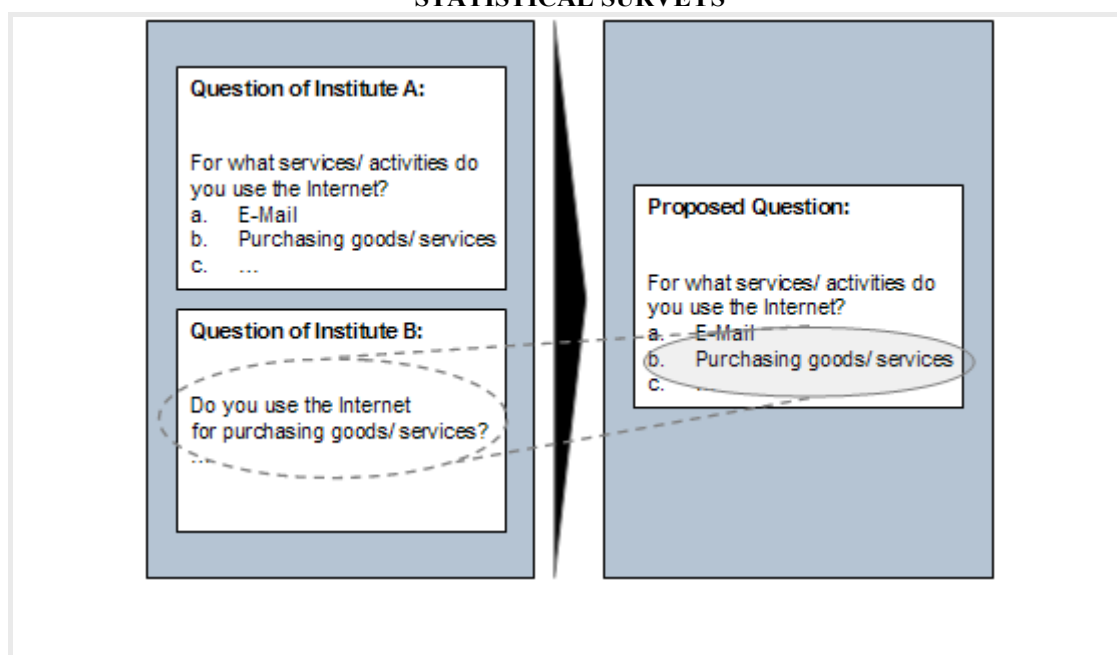 STATISTICAL SURVEYS
Question of Institute A:
For what services/ activities do
you use the Internet?
a. E-Mail
b. Purchasing goods/ services
c. ...
Question of Institute B:
Do you use the Internet
for purchasing goods/ services?
...
Proposed Question:
For what services/ activities do
you use the Internet?
a. E-Mail
b. Purchasing goods/ services
c. ...